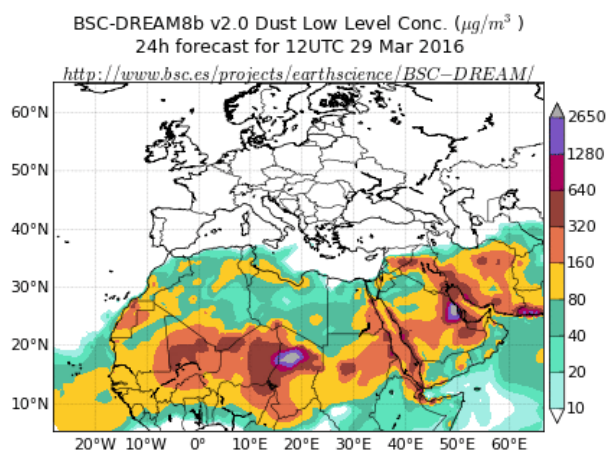 BSC-DREAM8b v2.0 Dust Low Level Conc. (μg/m³ )
24h forecast for 12UTC 29 Mar 2016
http://www.bsc.es/projects/earthscience/BSC−DREAM/
60°N
50°N
40°N
30°N
20°N
10°N
20°W 10°W 0° 10°E 20°E 30°E 40°E 50°E 60°E
2650
1280
640
320
160
80
40
20
10